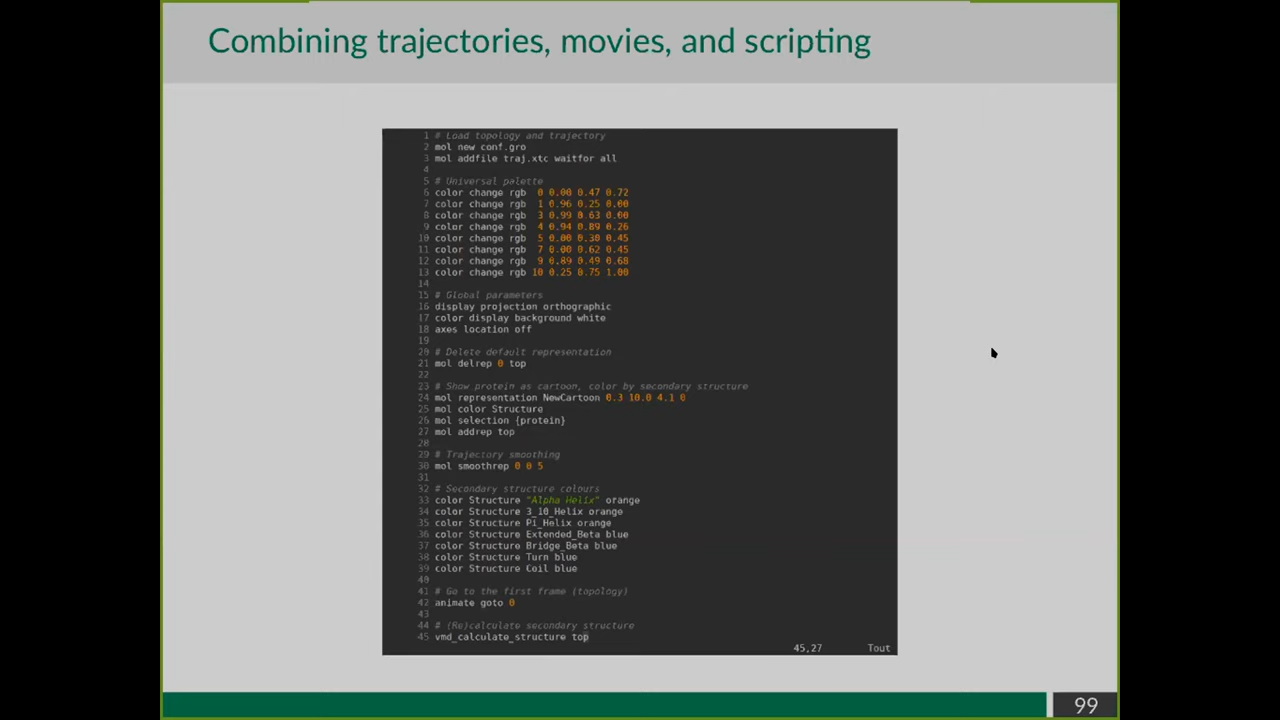 Combining trajectories, movies, and scripting
1 # Load topology and trajectory
2 mol new conf.gro
3 mol addfile traj.xtc waitfor all
4
5 # Universal palette
6 color change rgb 0 0.00 0.47 0.72
7 color change rgb 1 0.96 0.25 0.00
8 color change rgb 3 0.99 0.63 0.00
9 color change rgb 4 0.94 0.89 0.26
10 color change rgb 5 0.00 0.30 0.45
11 color change rgb 7 0.00 0.62 0.45
12 color change rgb 9 0.89 0.49 0.68
13 color change rgb 10 0.25 0.75 1.00
14
15 # Global parameters
16 display projection orthographic
17 color display background white
18 axes location off
19
20 # Delete default representation
21 mol delrep 0 top
22
23 # Show protein as cartoon, color by secondary structure
24 mol representation NewCartoon 0.3 10.0 4.1 0
25 mol color Structure
26 mol selection {protein}
27 mol addrep top
28
29 # Trajectory smoothing
30 mol smoothrep 0 0 5
31
32 # Secondary structure colours
33 color Structure "Alpha Helix" orange
34 color Structure 3_10_Helix orange
35 color Structure Pi_Helix orange
36 color Structure Extended_Beta blue
37 color Structure Bridge_Beta blue
38 color Structure Turn blue
39 color Structure Coil blue
40
41 # Go to the first frame (topology)
42 animate goto 0
43
44 # (Re)calculate secondary structure
45 vmd_calculate_structure top
45,27 Tout
99